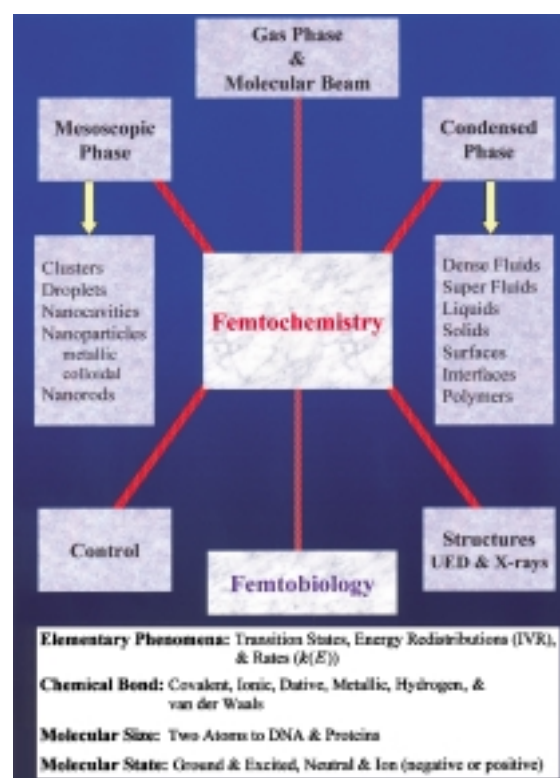 Gas Phase
&
Molecular Beam
Mesoscopic
Phase
Condensed
Phase
Clusters
Droplets
Nanocavities
Nanoparticles
metallic
colloidal
Nanorods
Femtochemistry
Dense Fluids
Super Fluids
Liquids
Solids
Surfaces
Interfaces
Polymers
Control
Femtobiology
Structures
UED & X-rays
Elementary Phenomena: Transition States, Energy Redistributions (IVR),
& Rates (k(E))
Chemical Bond: Covalent, Ionic, Dative, Metallic, Hydrogen, &
van der Waals
Molecular Size: Two Atoms to DNA & Proteins
Molecular State: Ground & Excited, Neutral & Ion (negative or positive)